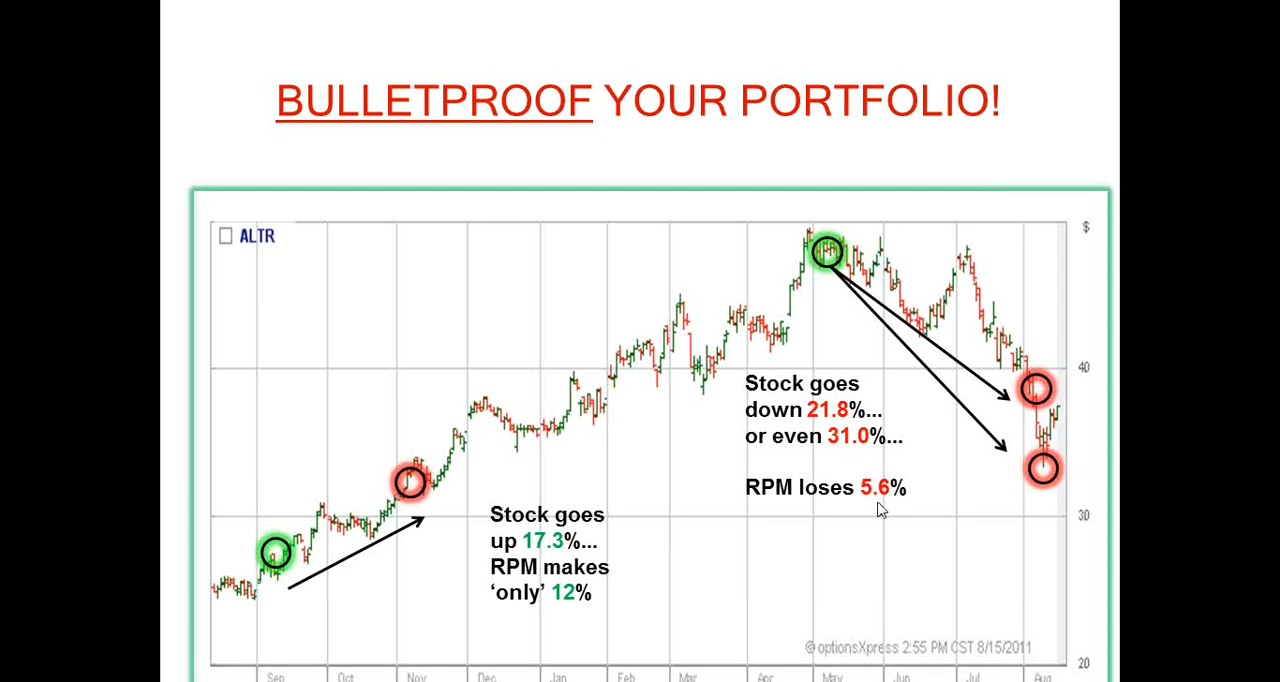 BULLETPROOF YOUR PORTFOLIO!
ALTR
$
Stock goes
down 21.8%...
or even 31.0%...
RPM loses 5.6%
Stock goes
up 17.3%...
RPM makes
‘only’ 12%
40
30
20
@ optionsXpress 2:55 PM CST 8/15/2011
Sep Oct Nov Dec Jan Feb Mar Apr May Jun Jul Aug